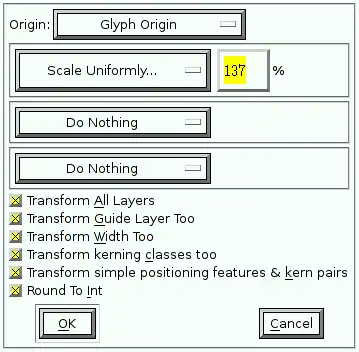 Origin: Glyph Origin
Scale Uniformly... 137 %
Do Nothing
Do Nothing
Transform All Layers
Transform Guide Layer Too
Transform Width Too
Transform kerning classes too
Transform simple positioning features & kern pairs
Round To Int
OK Cancel